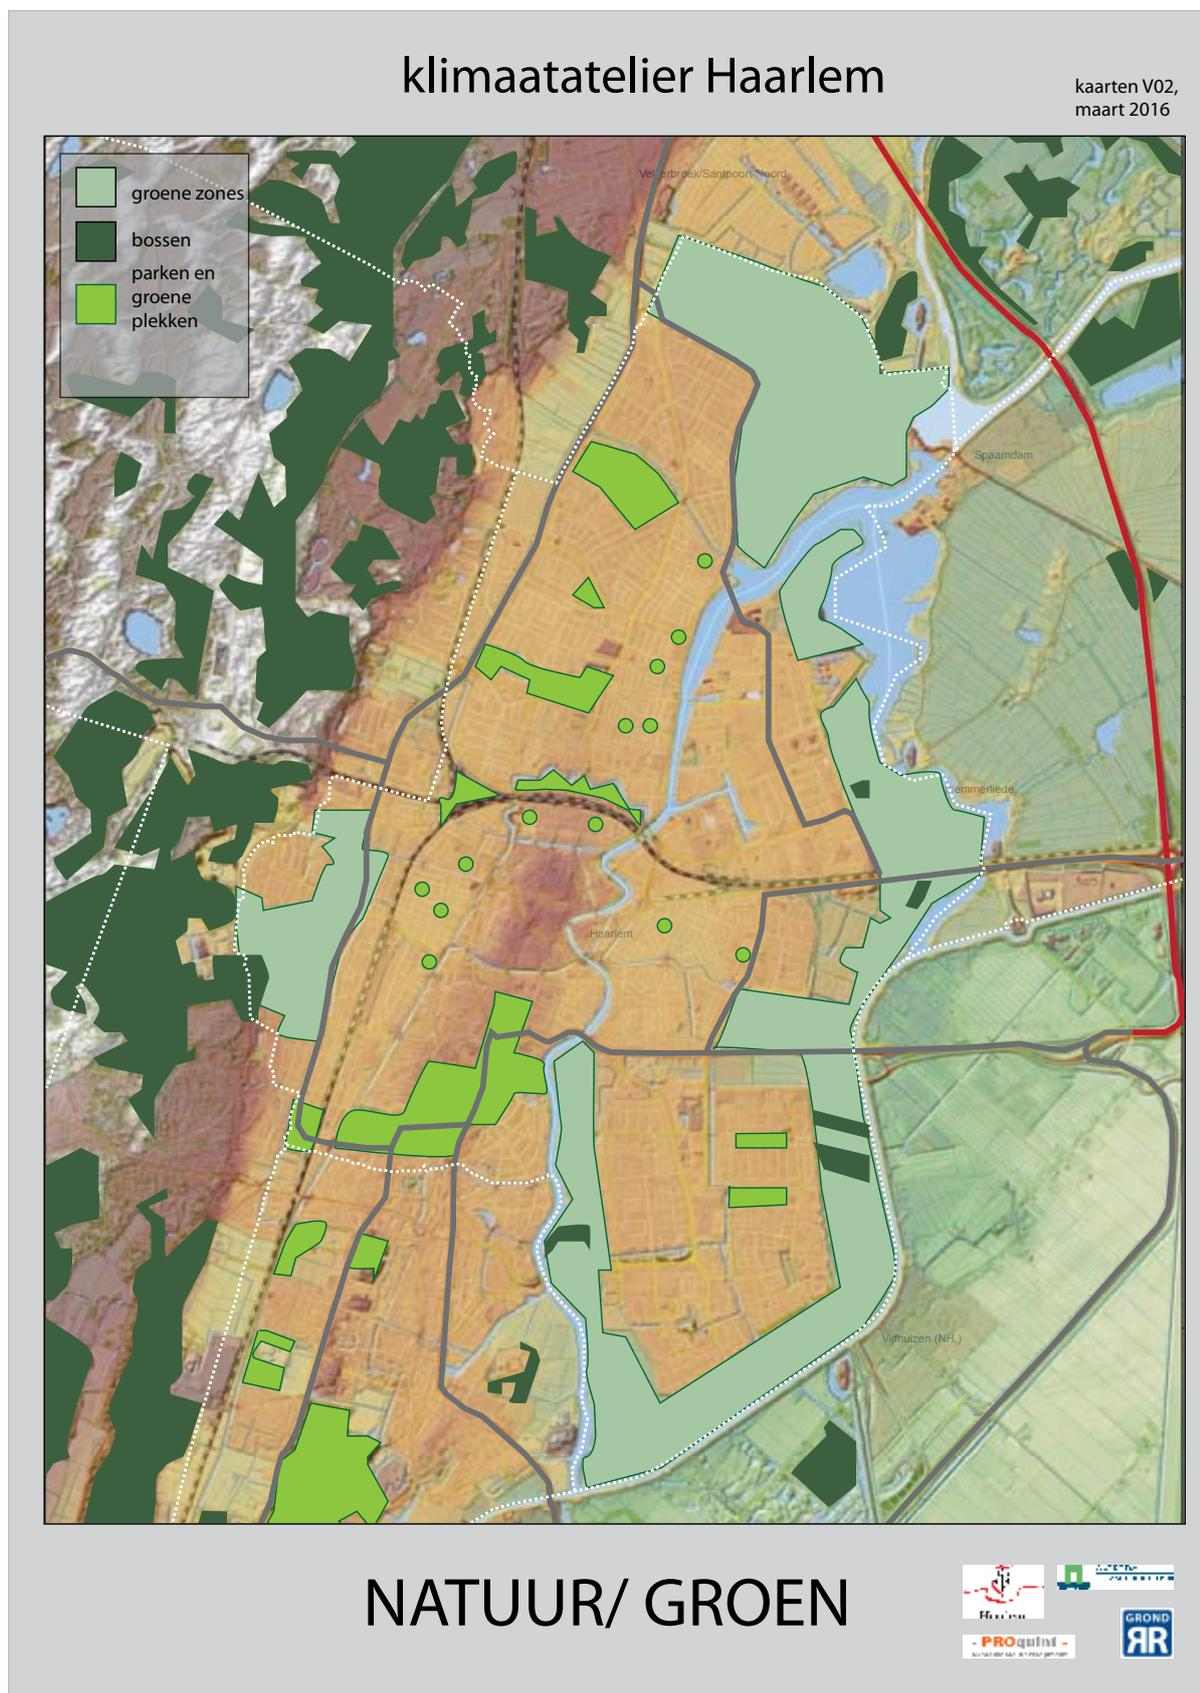 klimaatatelier Haarlem
kaarten V02,
maart 2016
groene zones
bossen
parken en
groene
plekken
Spaarndam
Haarlem
Vijfhuizen (NH.)
NATUUR/ GROEN
GROND
RR
- PROquint -